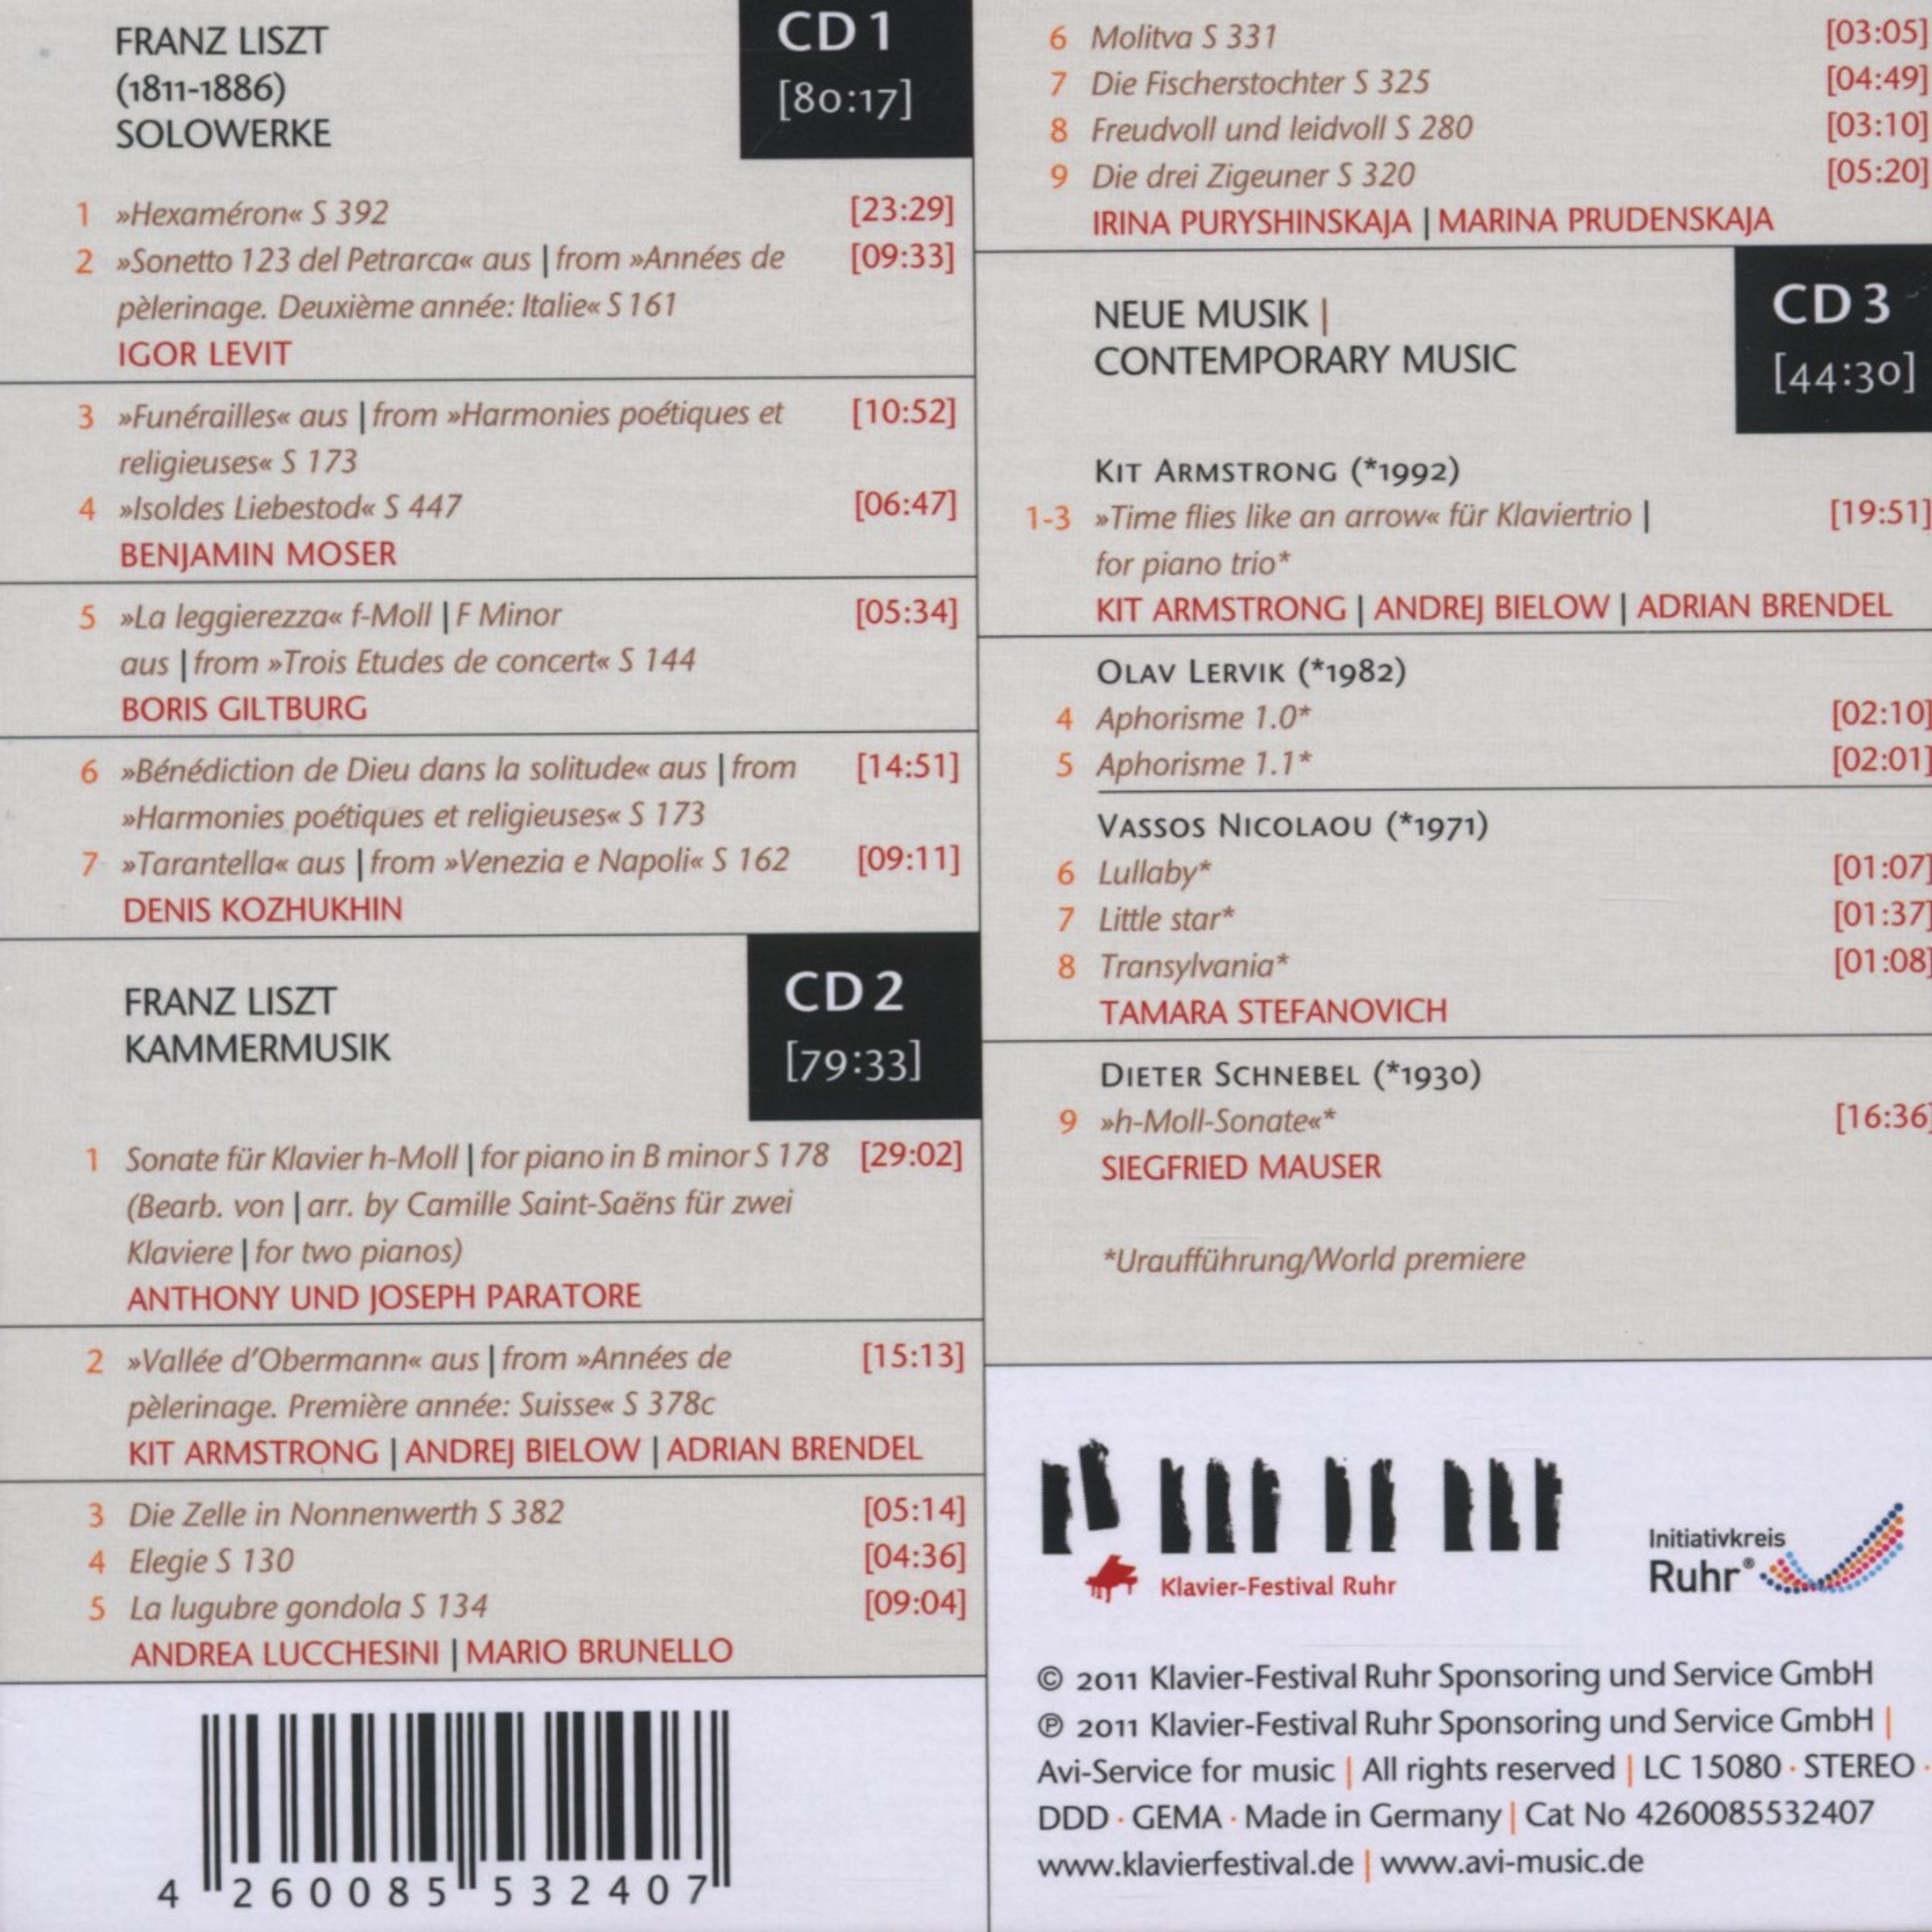 FRANZ LISZT
(1811-1886)
SOLOWERKE
CD 1
[80:17]
1 »Hexaméron« S 392 [23:29]
2 »Sonetto 123 del Petrarca« aus | from »Années de [09:33]
pèlerinage. Deuxième année: Italie« S 161
IGOR LEVIT
3 »Funérailles« aus | from »Harmonies poétiques et [10:52]
religieuses« S 173
4 »Isoldes Liebestod« S 447 [06:47]
BENJAMIN MOSER
5 »La leggierezza« f-Moll | F Minor [05:34]
aus | from »Trois Etudes de concert« S 144
BORIS GILTBURG
6 »Bénédiction de Dieu dans la solitude« aus | from [14:51]
»Harmonies poétiques et religieuses« S 173
7 »Tarantella« aus | from »Venezia e Napoli« S 162 [09:11]
DENIS KOZHUKHIN
FRANZ LISZT
KAMMERMUSIK
CD 2
[79:33]
1 Sonate für Klavier h-Moll | for piano in B minor S 178 [29:02]
(Bearb. von | arr. by Camille Saint-Saëns für zwei
Klaviere | for two pianos)
ANTHONY UND JOSEPH PARATORE
2 »Vallée d'Obermann« aus | from »Années de [15:13]
pèlerinage. Première année: Suisse« S 378c
KIT ARMSTRONG | ANDREJ BIELOW | ADRIAN BRENDEL
3 Die Zelle in Nonnenwerth S 382 [05:14]
4 Elegie S 130 [04:36]
5 La lugubre gondola S 134 [09:04]
ANDREA LUCCHESINI | MARIO BRUNELLO
4 260085 532407
6 Molitva S 331 [03:05]
7 Die Fischerstochter S 325 [04:49]
8 Freudvoll und leidvoll S 280 [03:10]
9 Die drei Zigeuner S 320 [05:20]
IRINA PURYSHINSKAJA | MARINA PRUDENSKAJA
NEUE MUSIK |
CONTEMPORARY MUSIC
CD 3
[44:30]
KIT ARMSTRONG (*1992)
1-3 »Time flies like an arrow« für Klaviertrio | [19:51]
for piano trio*
KIT ARMSTRONG | ANDREJ BIELOW | ADRIAN BRENDEL
OLAV LERVIK (*1982)
4 Aphorisme 1.0* [02:10]
5 Aphorisme 1.1* [02:01]
VASSOS NICOLAOU (*1971)
6 Lullaby* [01:07]
7 Little star* [01:37]
8 Transylvania* [01:08]
TAMARA STEFANOVICH
DIETER SCHNEBEL (*1930)
9 »h-Moll-Sonate«* [16:36]
SIEGFRIED MAUSER
*Uraufführung/World premiere
Klavier-Festival Ruhr
Initiativkreis
Ruhr®
© 2011 Klavier-Festival Ruhr Sponsoring und Service GmbH
℗ 2011 Klavier-Festival Ruhr Sponsoring und Service GmbH |
Avi-Service for music | All rights reserved | LC 15080 · STEREO ·
DDD · GEMA · Made in Germany | Cat No 4260085532407
www.klavierfestival.de | www.avi-music.de